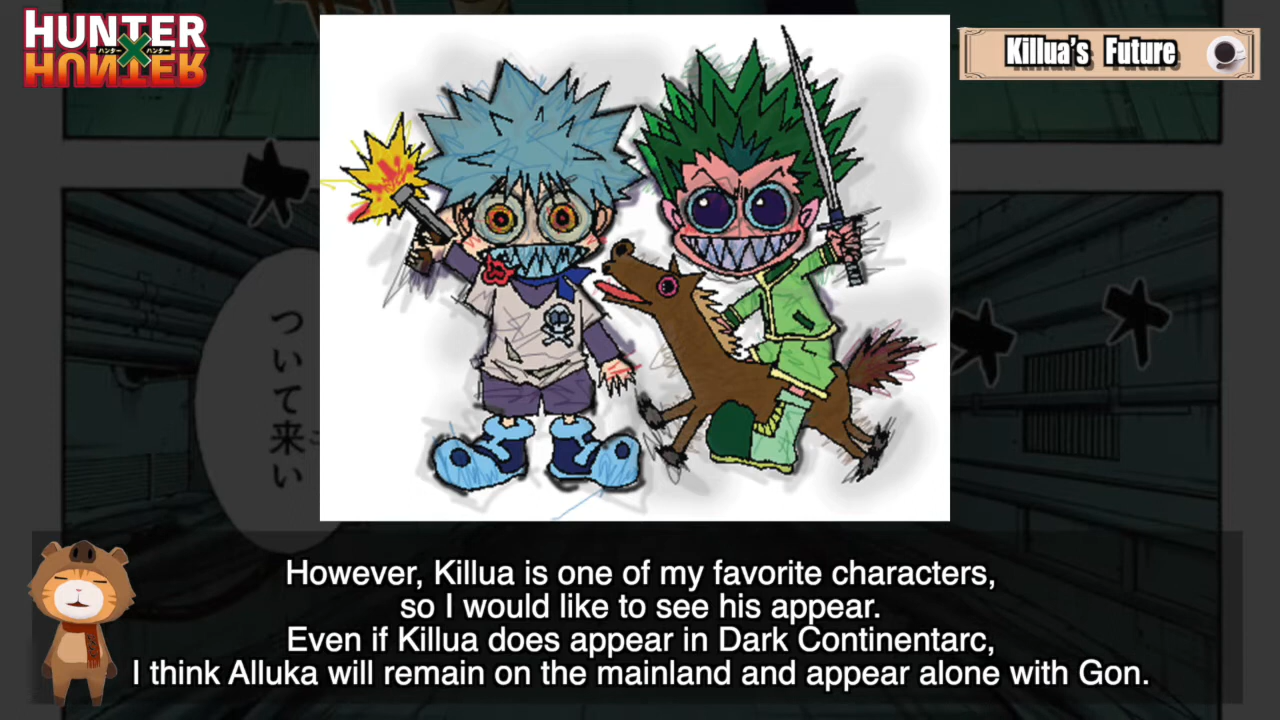 HUNTER
ハンター×ハンター
HUNTER
Killua's Future
ついて来い
However, Killua is one of my favorite characters,
so I would like to see his appear.
Even if Killua does appear in Dark Continentarc,
I think Alluka will remain on the mainland and appear alone with Gon.